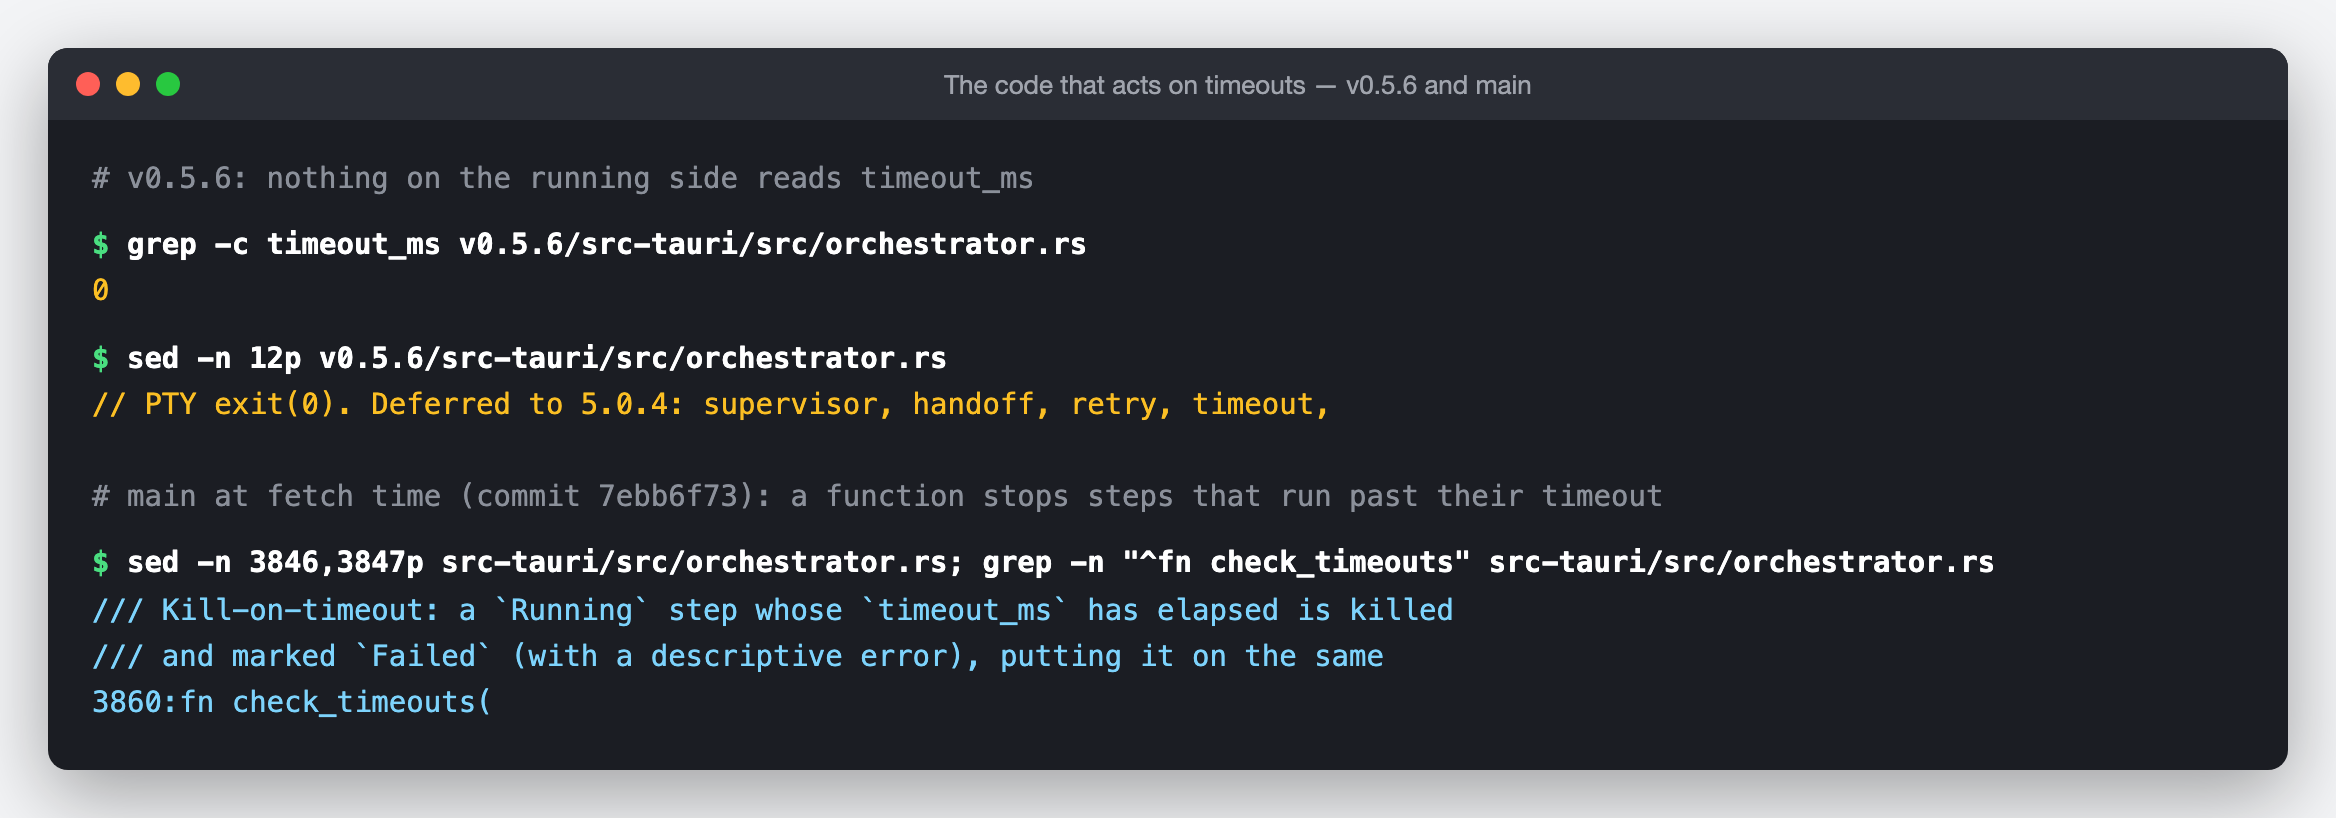 The code that acts on timeouts — v0.5.6 and main
# v0.5.6: nothing on the running side reads timeout_ms
$ grep -c timeout_ms v0.5.6/src-tauri/src/orchestrator.rs
0
$ sed -n 12p v0.5.6/src-tauri/src/orchestrator.rs
// PTY exit(0). Deferred to 5.0.4: supervisor, handoff, retry, timeout,
# main at fetch time (commit 7ebb6f73): a function stops steps that run past their timeout
$ sed -n 3846,3847p src-tauri/src/orchestrator.rs; grep -n "^fn check_timeouts" src-tauri/src/orchestrator.rs
/// Kill-on-timeout: a `Running` step whose `timeout_ms` has elapsed is killed
/// and marked `Failed` (with a descriptive error), putting it on the same
3860:fn check_timeouts(